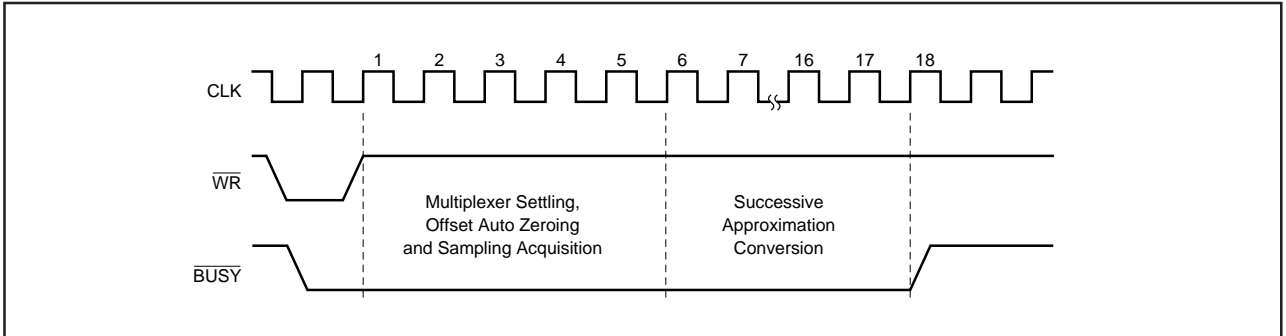 1 2 3 4 5 6 7 16 17 18
CLK
WR
Multiplexer Settling,
Offset Auto Zeroing
and Sampling Acquisition
Successive
Approximation
Conversion
BUSY